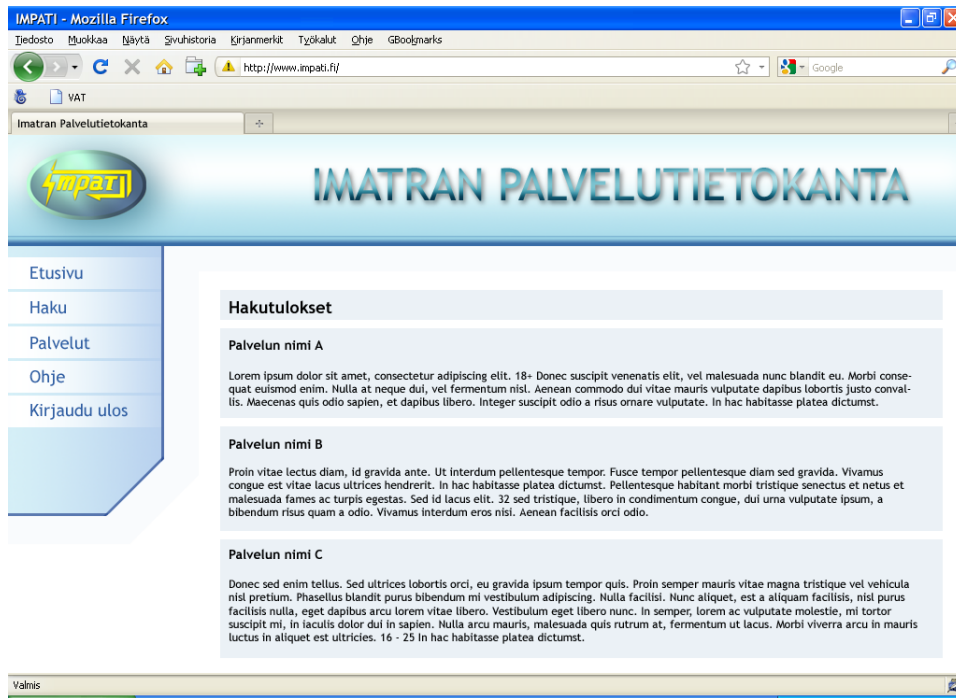 IMPATI - Mozilla Firefox
Tiedosto Muokkaa Näytä Sivuhistoria Kirjanmerkit Työkalut Ohje GBookmarks
http://www.impati.fi/
Google
VAT
Imatran Palvelutietokanta
impati
IMATRAN PALVELUTIETOKANTA
Etusivu
Haku
Palvelut
Ohje
Kirjaudu ulos
Hakutulokset
Palvelun nimi A
Lorem ipsum dolor sit amet, consectetur adipiscing elit. 18+ Donec suscipit venenatis elit, vel malesuada nunc blandit eu. Morbi conse-
quat euismod enim. Nulla at neque dui, vel fermentum nisl. Aenean commodo dui vitae mauris vulputate dapibus lobortis justo conval-
lis. Maecenas quis odio sapien, et dapibus libero. Integer suscipit odio a risus ornare vulputate. In hac habitasse platea dictumst.
Palvelun nimi B
Proin vitae lectus diam, id gravida ante. Ut interdum pellentesque tempor. Fusce tempor pellentesque diam sed gravida. Vivamus
congue est vitae lacus ultrices hendrerit. In hac habitasse platea dictumst. Pellentesque habitant morbi tristique senectus et netus et
malesuada fames ac turpis egestas. Sed id lacus elit. 32 sed tristique, libero in condimentum congue, dui urna vulputate ipsum, a
bibendum risus quam a odio. Vivamus interdum eros nisi. Aenean facilisis orci odio.
Palvelun nimi C
Donec sed enim tellus. Sed ultrices lobortis orci, eu gravida ipsum tempor quis. Proin semper mauris vitae magna tristique vel vehicula
nisl pretium. Phasellus blandit purus bibendum mi vestibulum adipiscing. Nulla facilisi. Nunc aliquet, est a aliquam facilisis, nisl purus
facilisis nulla, eget dapibus arcu lorem vitae libero. Vestibulum eget libero nunc. In semper, lorem ac vulputate molestie, mi tortor
suscipit mi, in iaculis dolor dui in sapien. Nulla arcu mauris, malesuada quis rutrum at, fermentum ut lacus. Morbi viverra arcu in mauris
luctus in aliquet est ultricies. 16 - 25 In hac habitasse platea dictumst.
Valmis